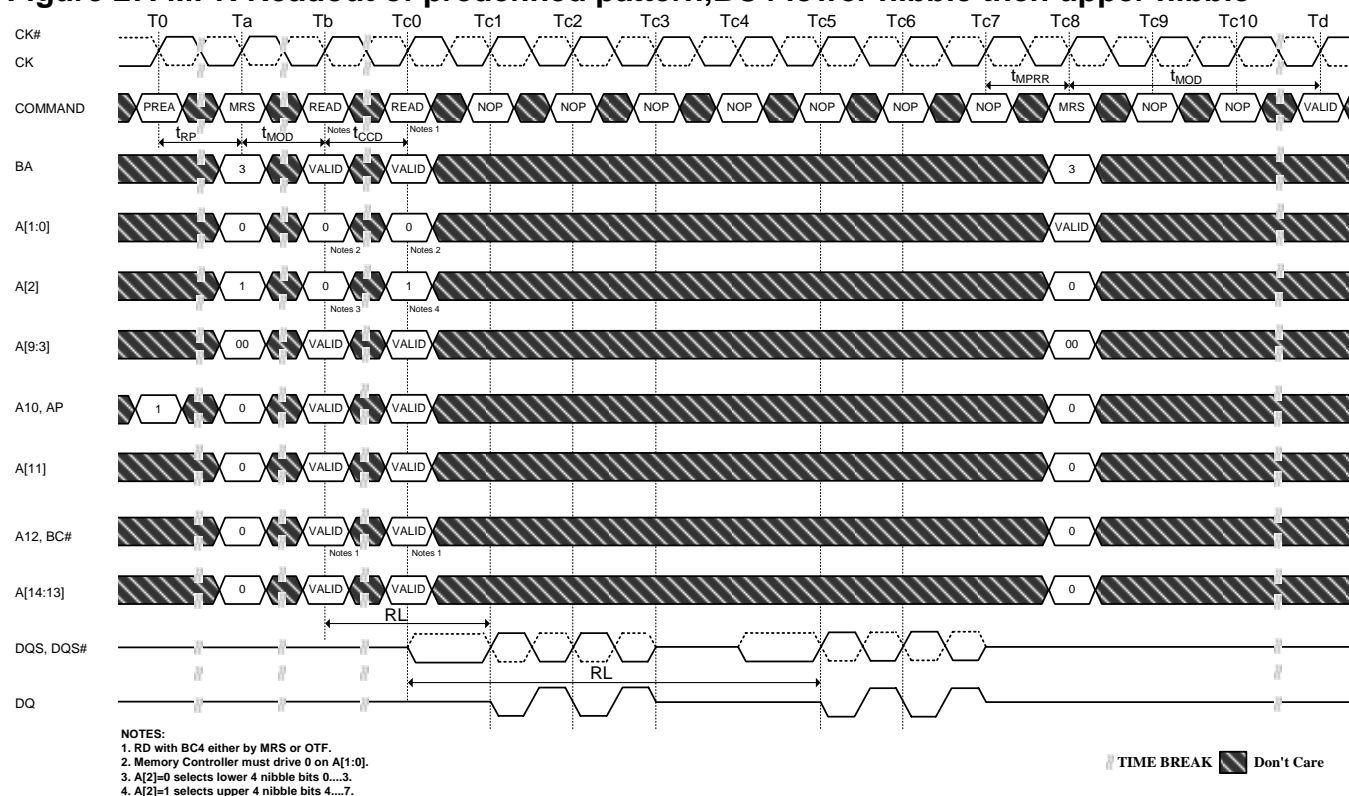 Figure MPR Readout of predefined pattern,BC4 lower nibble then upper nibble
T0 Ta Tb Tc0 Tc1 Tc2 Tc3 Tc4 Tc5 Tc6 Tc7 Tc8 Tc9 Tc10 Td
CK#
CK
tMPRR tMOD
COMMAND PREA MRS READ READ NOP NOP NOP NOP NOP NOP NOP MRS NOP NOP VALID
Notes 1 Notes 1
tRP tMOD tCCD
BA 3 VALID VALID 3
A[1:0] 0 0 0 VALID
Notes 2 Notes 2
A[2] 1 0 1 0
Notes 3 Notes 4
A[9:3] 00 VALID VALID 00
A10, AP 1 0 VALID VALID 0
A[11] 0 VALID VALID 0
A12, BC# 0 VALID VALID 0
Notes 1 Notes 1
A[14:13] 0 VALID VALID 0
RL
DQS, DQS#
RL
DQ
NOTES:
1. RD with BC4 either by MRS or OTF.
2. Memory Controller must drive 0 on A[1:0].
3. A[2]=0 selects lower 4 nibble bits 0....3.
4. A[2]=1 selects upper 4 nibble bits 4....7.
TIME BREAK Don't Care